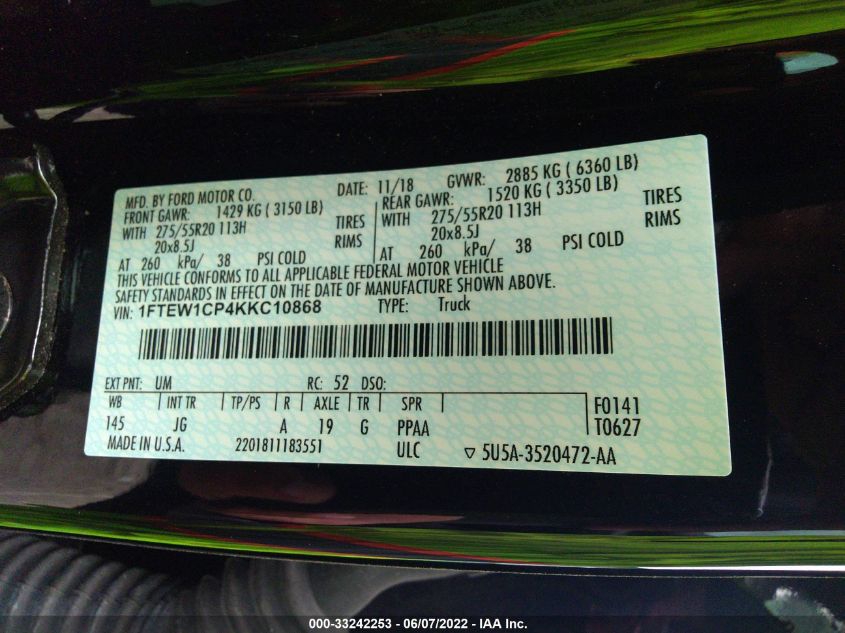 MFD. BY FORD MOTOR CO. DATE: 11/18 GVWR: 2885 KG ( 6360 LB)
FRONT GAWR: 1429 KG ( 3150 LB) REAR GAWR: 1520 KG ( 3350 LB)
WITH 275/55R20 113H TIRES WITH 275/55R20 113H TIRES
20x8.5J RIMS 20x8.5J RIMS
AT 260 kPa/ 38 PSI COLD AT 260 kPa/ 38 PSI COLD
THIS VEHICLE CONFORMS TO ALL APPLICABLE FEDERAL MOTOR VEHICLE
SAFETY STANDARDS IN EFFECT ON THE DATE OF MANUFACTURE SHOWN ABOVE.
VIN: 1FTEW1CP4KKC10868 TYPE: Truck
EXT PNT: UM RC: 52 DSO:
WB INT TR TP/PS R AXLE TR SPR F0141
145 JG A 19 G PPAA T0627
MADE IN U.S.A. 2201811183551 ULC ▽ 5U5A-3520472-AA
000-33242253 - 06/07/2022 - IAA Inc.